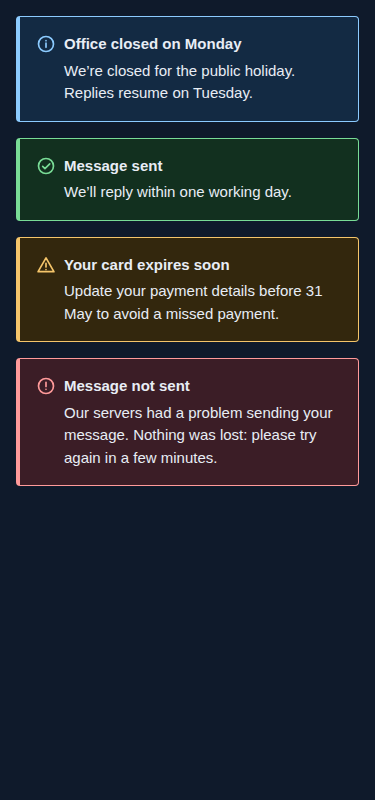 Office closed on Monday
We’re closed for the public holiday.
Replies resume on Tuesday.
Message sent
We’ll reply within one working day.
Your card expires soon
Update your payment details before 31
May to avoid a missed payment.
Message not sent
Our servers had a problem sending your
message. Nothing was lost: please try
again in a few minutes.